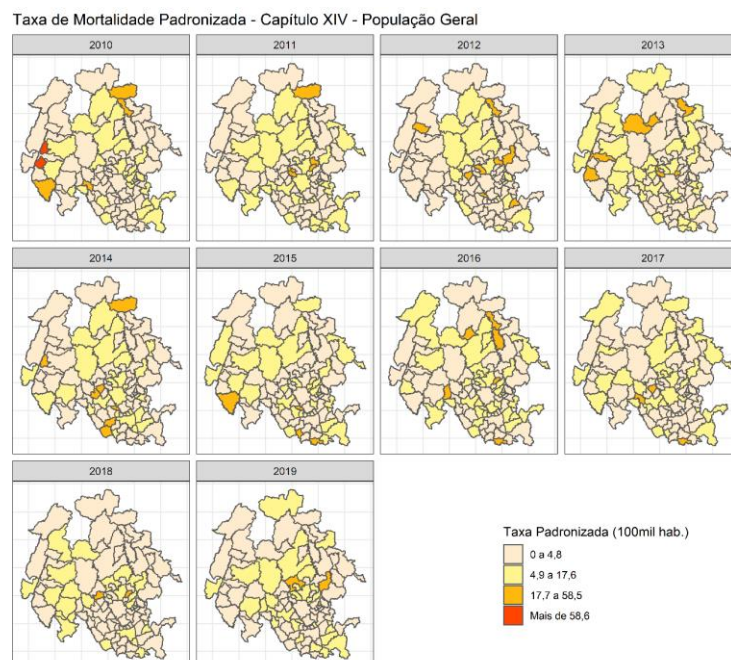 Taxa de Mortalidade Padronizada - Capítulo XIV - População Geral
2010
2011
2012
2013
2014
2015
2016
2017
2018
2019
Taxa Padronizada (100mil hab.)
0 a 4,8
4,9 a 17,6
17,7 a 58,5
Mais de 58,6